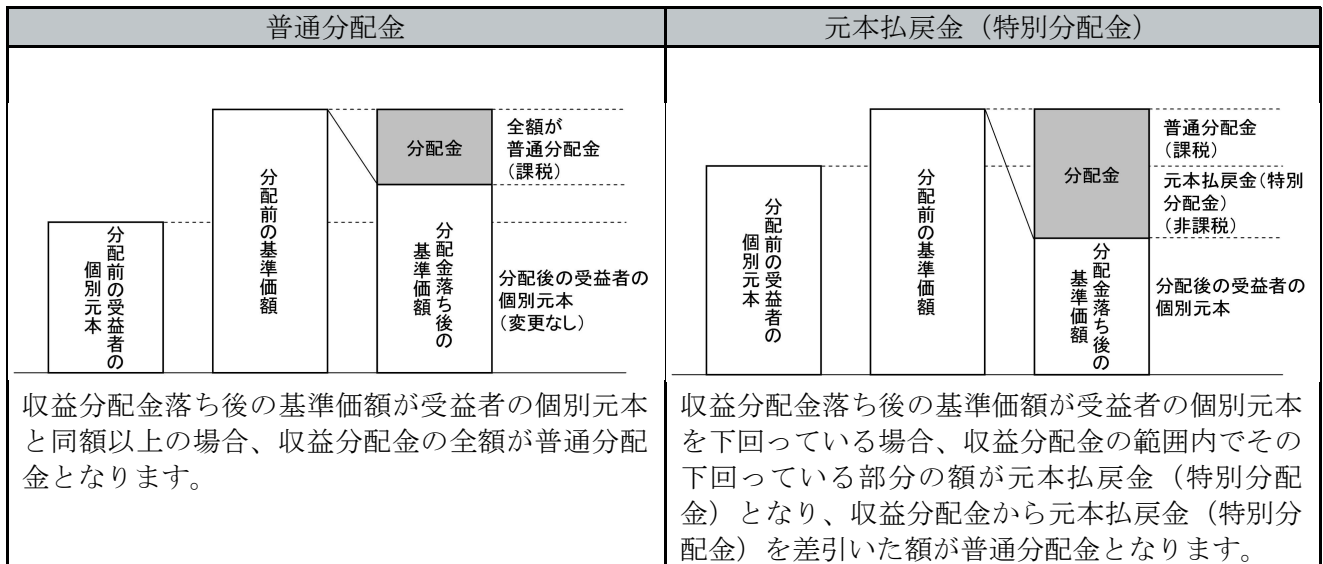 普通分配金
分配前の受益者の
個別元本
分配前の基準価額
分配金
分配金落ち後の
基準価額
全額が
普通分配金
（課税）
分配後の受益者の
個別元本
（変更なし）
収益分配金落ち後の基準価額が受益者の個別元本
と同額以上の場合、収益分配金の全額が普通分配
金となります。
元本払戻金（特別分配金）
分配前の受益者の
個別元本
分配前の基準価額
分配金
分配金落ち後の
基準価額
普通分配金
（課税）
元本払戻金（特別
分配金）
（非課税）
分配後の受益者の
個別元本
収益分配金落ち後の基準価額が受益者の個別元本
を下回っている場合、収益分配金の範囲内でその
下回っている部分の額が元本払戻金（特別分配
金）となり、収益分配金から元本払戻金（特別分
配金）を差引いた額が普通分配金となります。